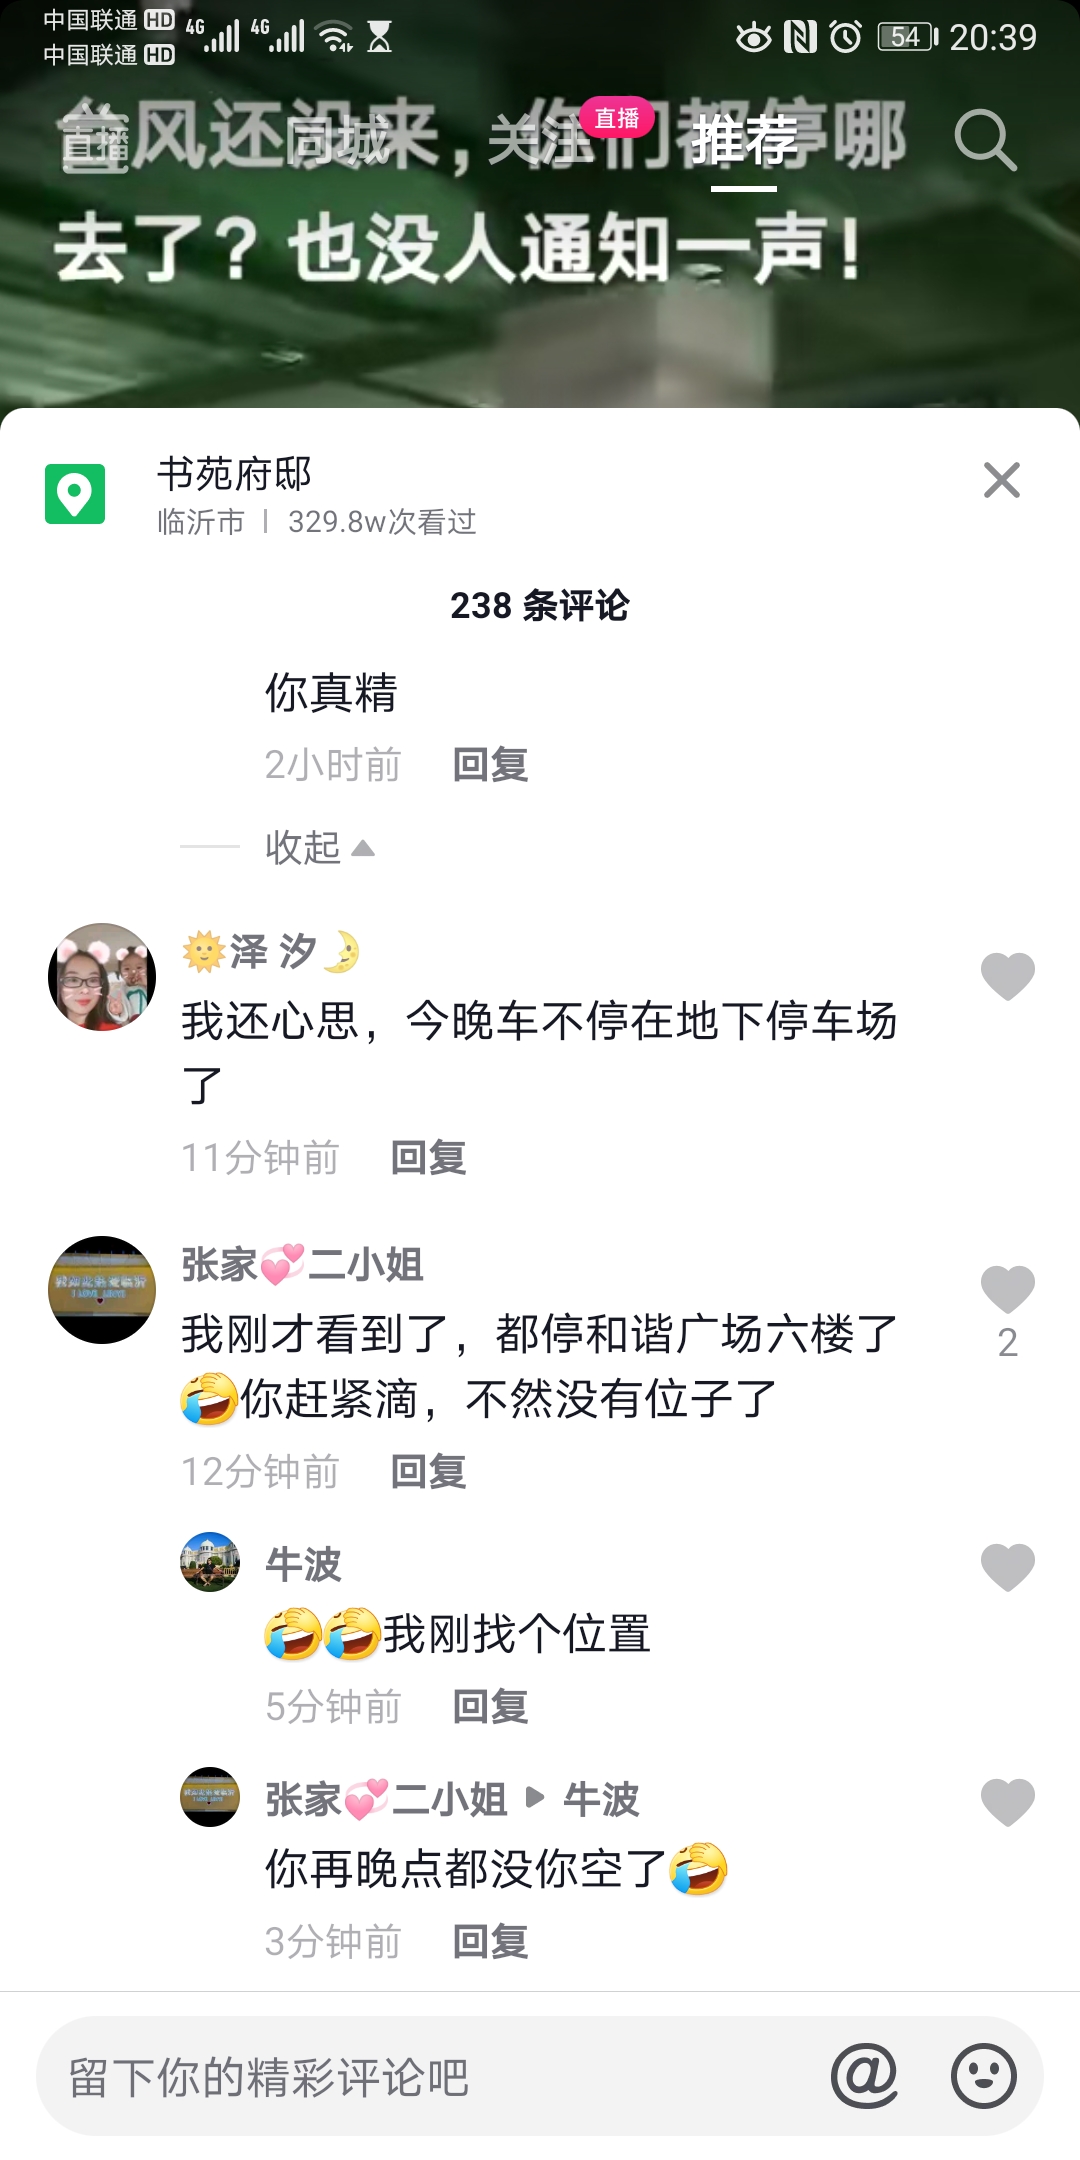 中国联通 HD 4G 4G 54 20:39
中国联通 HD
台风还没来，你们都停哪
直播 同城 关注 直播 推荐
去了？也没人通知一声！
书苑府邸
临沂市 | 329.8w次看过
238 条评论
你真精
2小时前 回复
收起
泽 汐
我还心思，今晚车不停在地下停车场
了
11分钟前 回复
张家💞二小姐
我刚才看到了，都停和谐广场六楼了
2
🤣你赶紧滴，不然没有位子了
12分钟前 回复
牛波
🤣🤣我刚找个位置
5分钟前 回复
张家💞二小姐 ▶ 牛波
你再晚点都没你空了🤣
3分钟前 回复
留下你的精彩评论吧 @